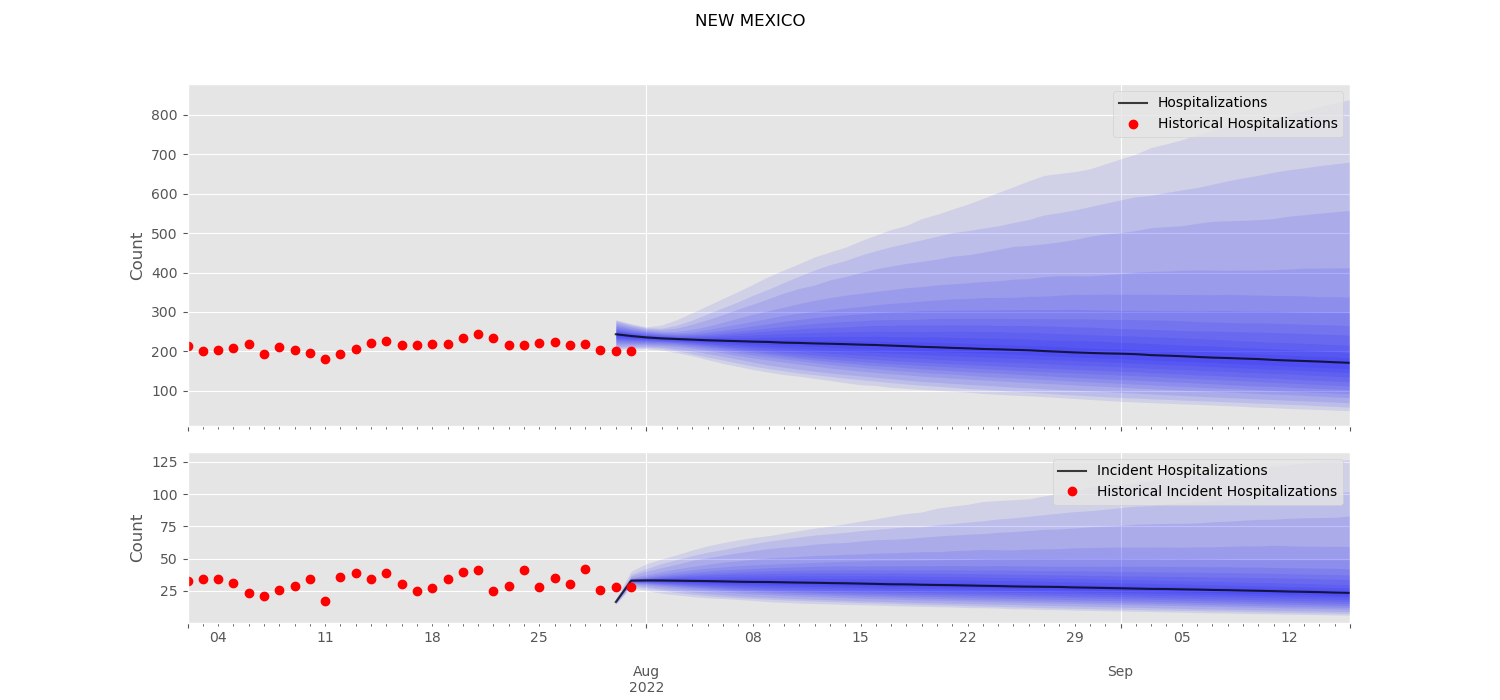 NEW MEXICO
Hospitalizations
Historical Hospitalizations
Count
800
700
600
500
400
300
200
100
Incident Hospitalizations
Historical Incident Hospitalizations
Count
125
100
75
50
25
04 11 18 25 08 15 22 29 05 12
Aug Sep
2022